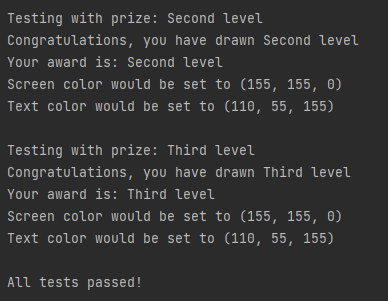 Testing with prize: Second level
Congratulations, you have drawn Second level
Your award is: Second level
Screen color would be set to (155, 155, 0)
Text color would be set to (110, 55, 155)

Testing with prize: Third level
Congratulations, you have drawn Third level
Your award is: Third level
Screen color would be set to (155, 155, 0)
Text color would be set to (110, 55, 155)

All tests passed!